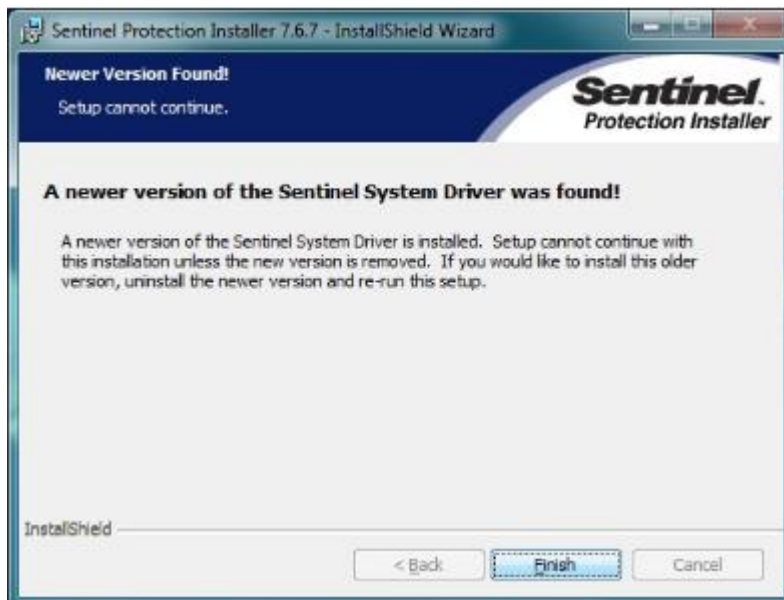 Sentinel Protection Installer 7.6.7 - InstallShield Wizard
Newer Version Found!
Setup cannot continue.
Sentinel.
Protection Installer
A newer version of the Sentinel System Driver was found!
A newer version of the Sentinel System Driver is installed. Setup cannot continue with
this installation unless the new version is removed. If you would like to install this older
version, uninstall the newer version and re-run this setup.
InstallShield
< Back
Finish
Cancel